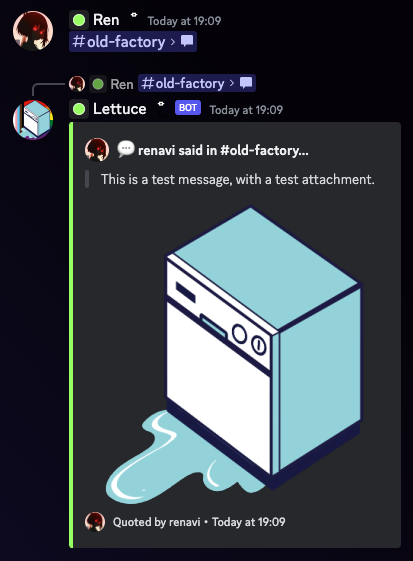 Ren Today at 19:09
#old-factory ›
Ren #old-factory ›
Lettuce BOT Today at 19:09
renavi said in #old-factory...
This is a test message, with a test attachment.
Quoted by renavi • Today at 19:09